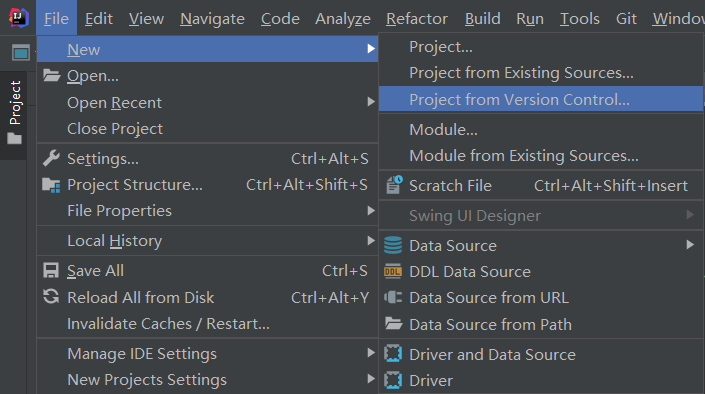 IJ
File Edit View Navigate Code Analyze Refactor Build Run Tools Git Window
Project
New
Open...
Open Recent
Close Project
Settings... Ctrl+Alt+S
Project Structure... Ctrl+Alt+Shift+S
File Properties
Local History
Save All Ctrl+S
Reload All from Disk Ctrl+Alt+Y
Invalidate Caches / Restart...
Manage IDE Settings
New Projects Settings
Project...
Project from Existing Sources...
Project from Version Control...
Module...
Module from Existing Sources...
Scratch File Ctrl+Alt+Shift+Insert
Swing UI Designer
Data Source
DDL DDL Data Source
Data Source from URL
Data Source from Path
Driver and Data Source
Driver